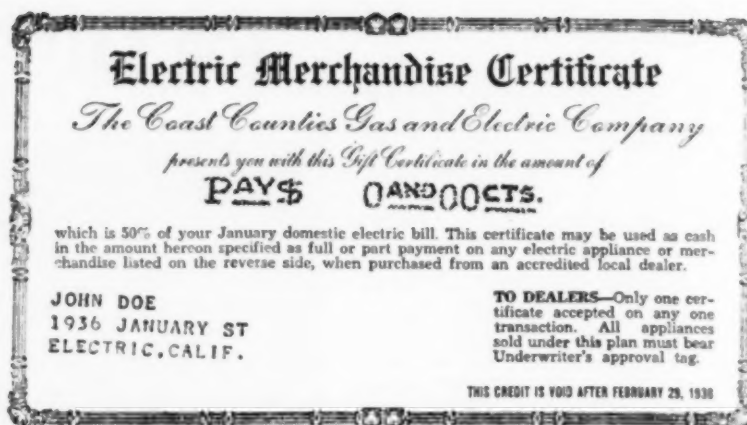 Electric Merchandise Certificate
The Coast Counties Gas and Electric Company
presents you with this Gift Certificate in the amount of
PAY$ 0AND00CTS.
which is 50% of your January domestic electric bill. This certificate may be used as cash
in the amount hereon specified as full or part payment on any electric appliance or mer-
chandise listed on the reverse side, when purchased from an accredited local dealer.
JOHN DOE
1936 JANUARY ST
ELECTRIC, CALIF.
TO DEALERS—Only one cer-
tificate accepted on any one
transaction. All appliances
sold under this plan must bear
Underwriter's approval tag.
THIS CREDIT IS VOID AFTER FEBRUARY 29, 1936